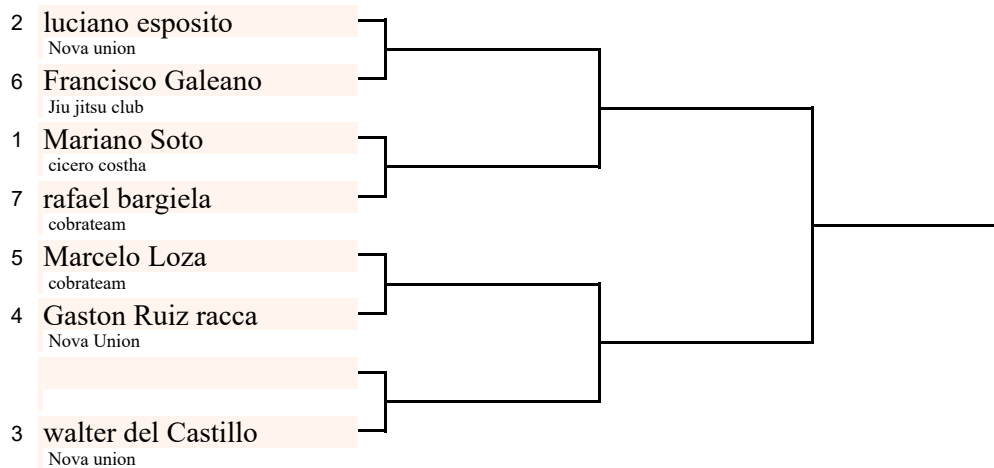 2 luciano esposito
Nova union
6 Francisco Galeano
Jiu jitsu club
1 Mariano Soto
cicero costha
7 rafael bargiela
cobrateam
5 Marcelo Loza
cobrateam
4 Gaston Ruiz racca
Nova Union
3 walter del Castillo
Nova union